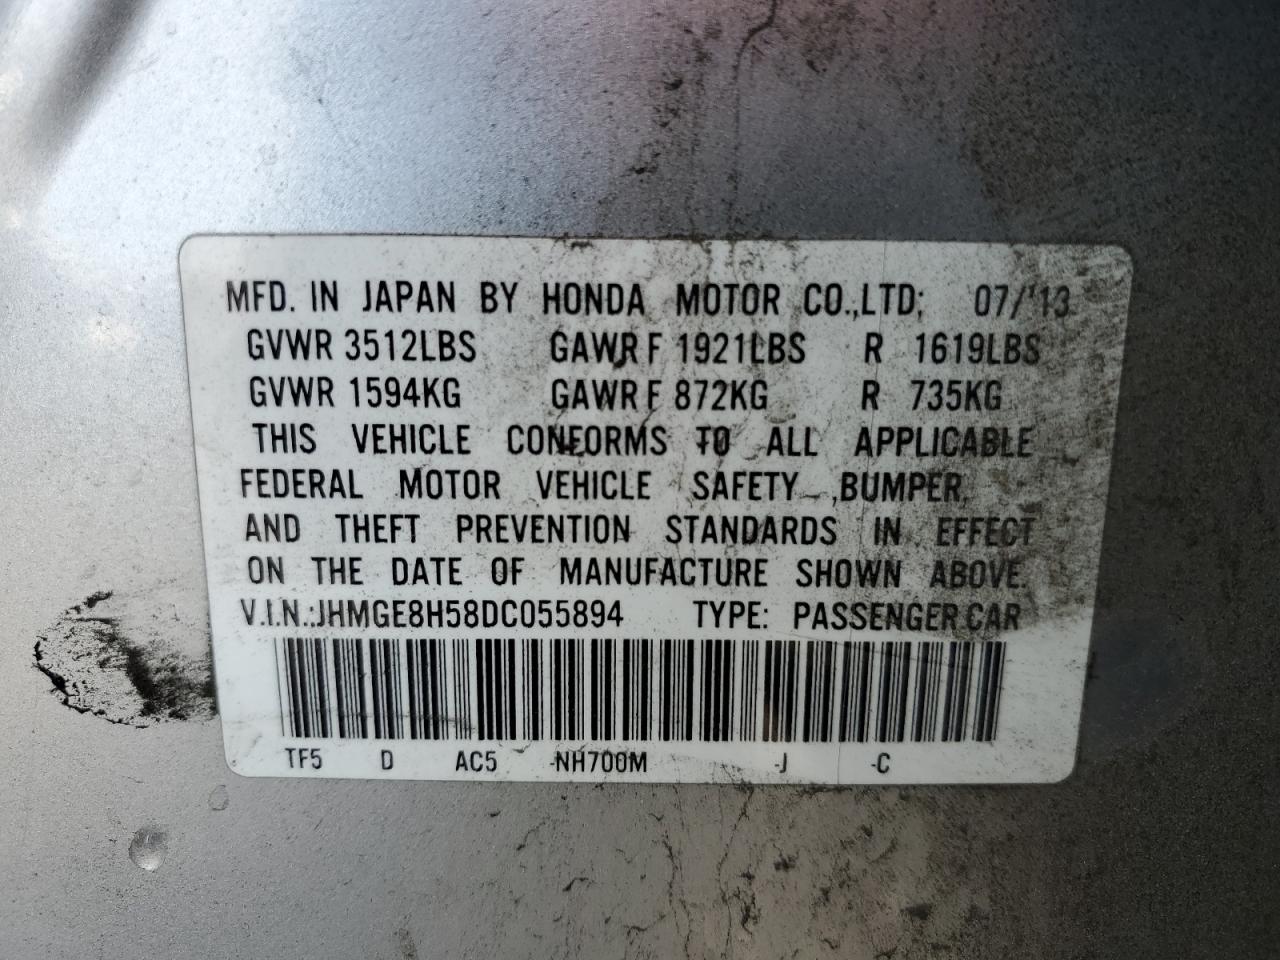 MFD. IN JAPAN BY HONDA MOTOR CO.,LTD; 07/'13
GVWR 3512LBS GAWR F 1921LBS R 1619LBS
GVWR 1594KG GAWR F 872KG R 735KG
THIS VEHICLE CONFORMS TO ALL APPLICABLE
FEDERAL MOTOR VEHICLE SAFETY ,BUMPER,
AND THEFT PREVENTION STANDARDS IN EFFECT
ON THE DATE OF MANUFACTURE SHOWN ABOVE.
V.I.N.:JHMGE8H58DC055894 TYPE: PASSENGER CAR
TF5 D AC5 -NH700M -J -C